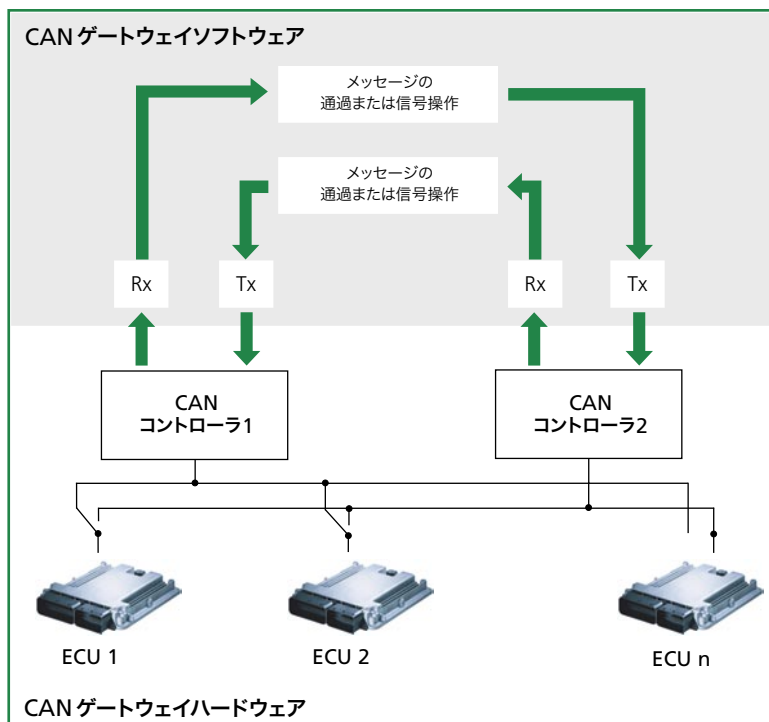 CAN ゲートウェイソフトウェア
メッセージの
通過または信号操作
メッセージの
通過または信号操作
Rx
Tx
Rx
Tx
CAN
コントローラ1
CAN
コントローラ2
ECU 1
ECU 2
ECU n
CAN ゲートウェイハードウェア